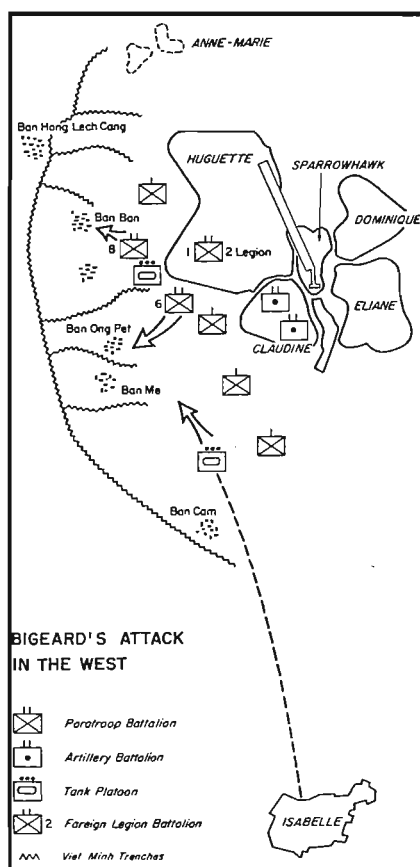 ANNE-MARIE
Ban Hong Lech Cang
HUGUETTE
SPARROWHAWK
DOMINIQUE
Ban Ban
8
1
2 Legion
6
ELIANE
Ban Ong Pet
CLAUDINE
Ban Me
Ban Cam
BIGEARD'S ATTACK
IN THE WEST
Paratroop Battalion
Artillery Battalion
Tank Platoon
2 Foreign Legion Battalion
Viet Minh Trenches
ISABELLE